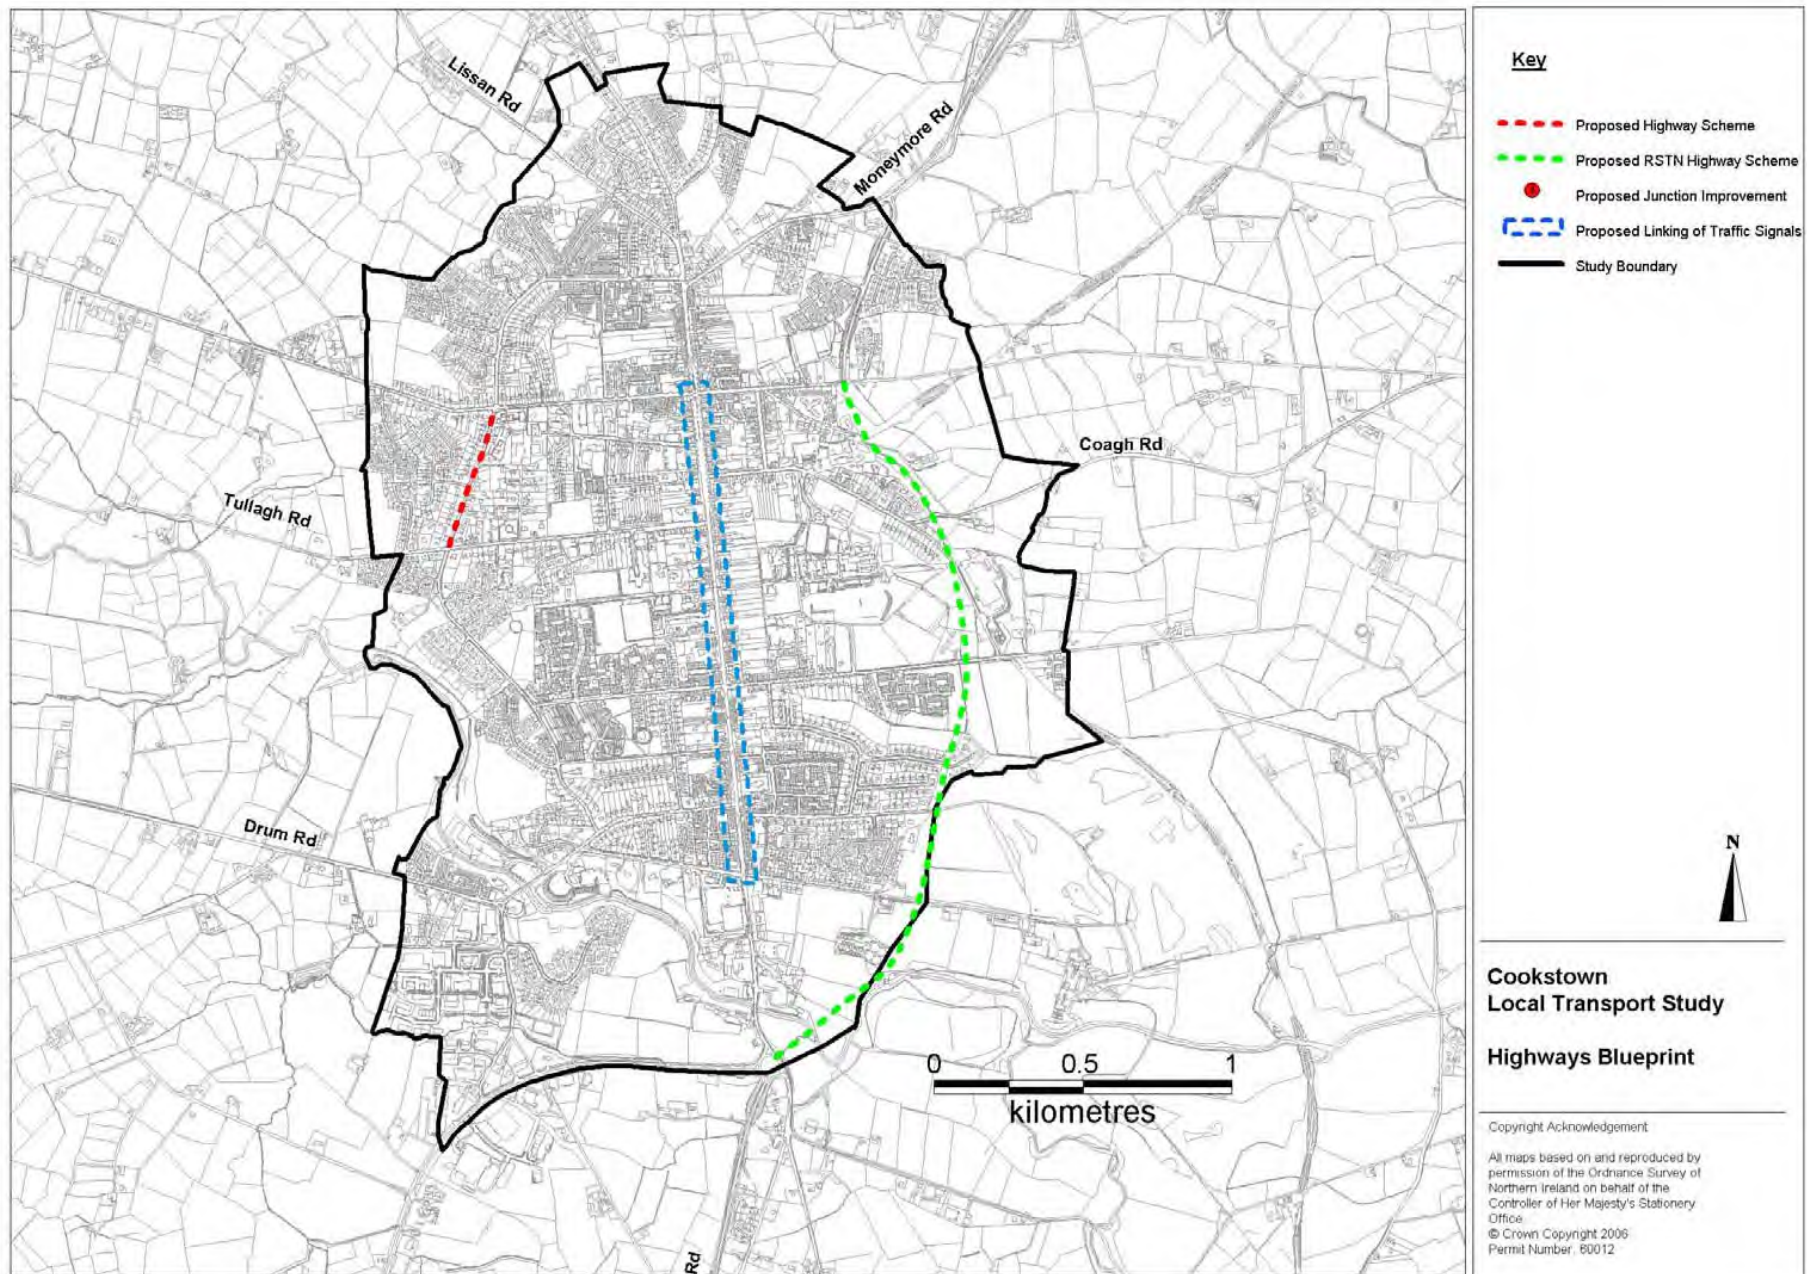 Lissan Rd
Moneymore Rd
Coagh Rd
Tullagh Rd
Drum Rd
Rd
0 0.5 1
kilometres
Key
Proposed Highway Scheme
Proposed RSTN Highway Scheme
Proposed Junction Improvement
Proposed Linking of Traffic Signals
Study Boundary
N
Cookstown
Local Transport Study
Highways Blueprint
Copyright Acknowledgement
All maps based on and reproduced by
permission of the Ordnance Survey of
Northern Ireland on behalf of the
Controller of Her Majesty's Stationery
Office
© Crown Copyright 2006
Permit Number: 60012